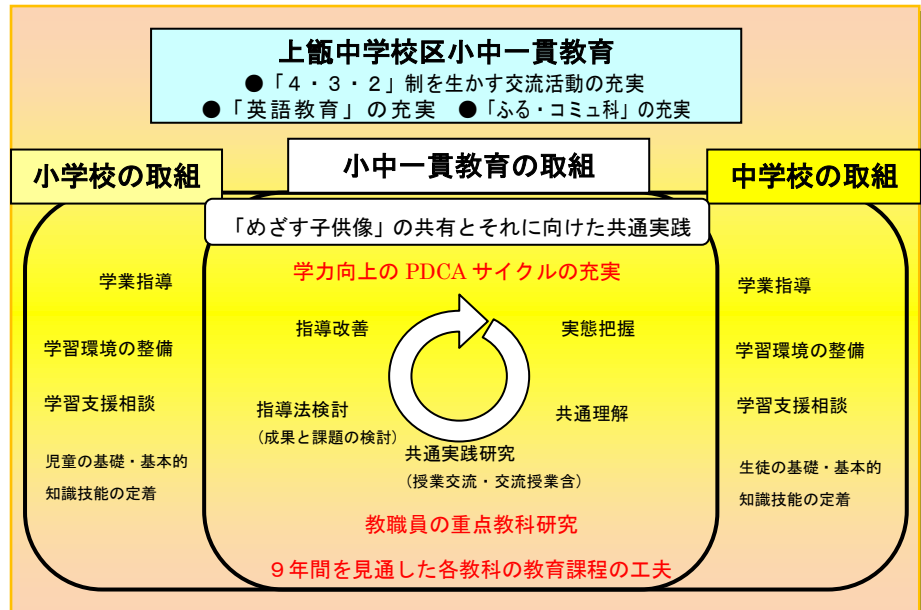 上甑中学校区小中一貫教育
●「４・３・２」制を生かす交流活動の充実
●「英語教育」の充実　●「ふる・コミュ科」の充実
小学校の取組
小中一貫教育の取組
中学校の取組
「めざす子供像」の共有とそれに向けた共通実践
学力向上の PDCA サイクルの充実
学業指導
学習環境の整備
学習支援相談
児童の基礎・基本的
知識技能の定着
指導改善
実態把握
指導法検討
（成果と課題の検討）
共通理解
共通実践研究
（授業交流・交流授業含）
教職員の重点教科研究
９年間を見通した各教科の教育課程の工夫
学業指導
学習環境の整備
学習支援相談
生徒の基礎・基本的
知識技能の定着